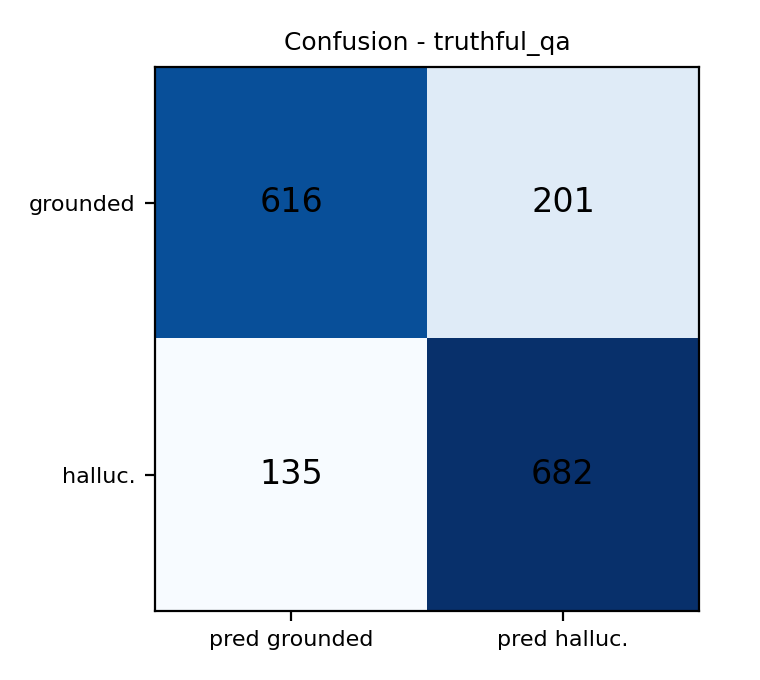 Confusion - truthful_qa
grounded
616
201
halluc.
135
682
pred grounded
pred halluc.